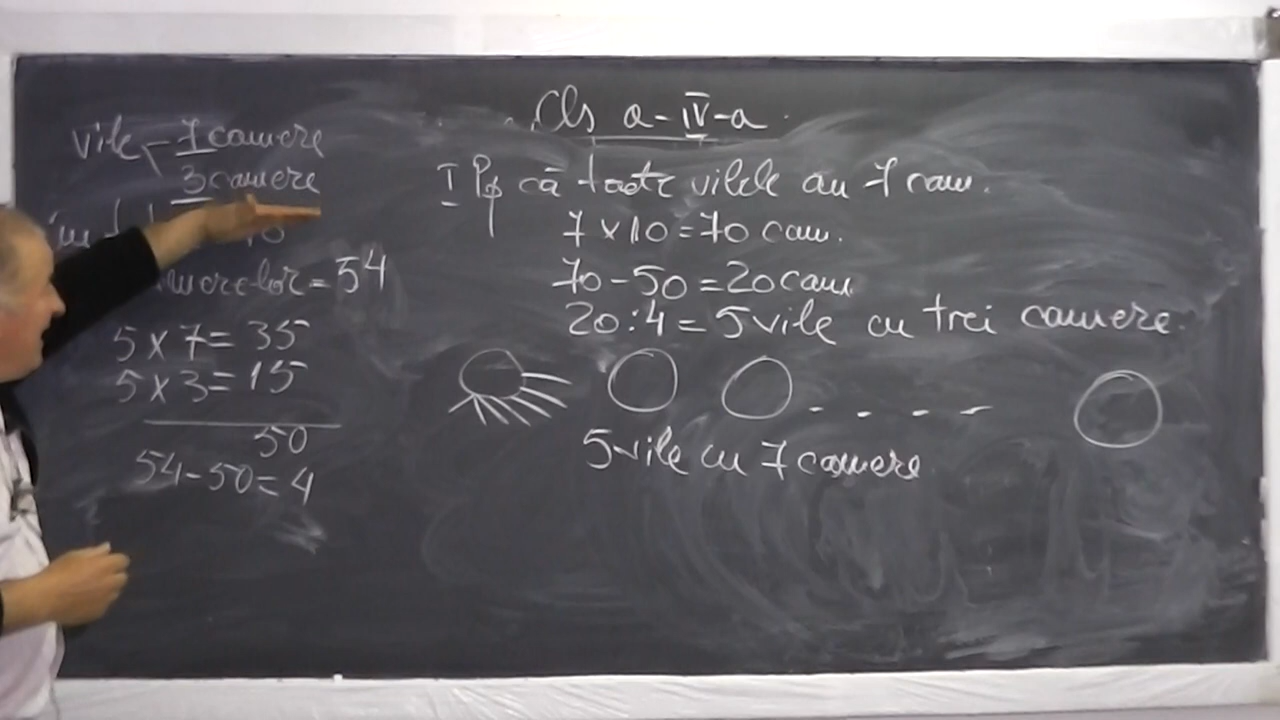 Cls a-IV-a
vile 7 camere
3 camere
10
= 54
5 x 7 = 35
5 x 3 = 15
50
54-50=4
I Pp că toate vilele au 7 cam.
7 x 10 = 70 cam.
70 - 50 = 20 cam
20 : 4 = 5 vile cu trei camere.
5 vile cu 7 camere